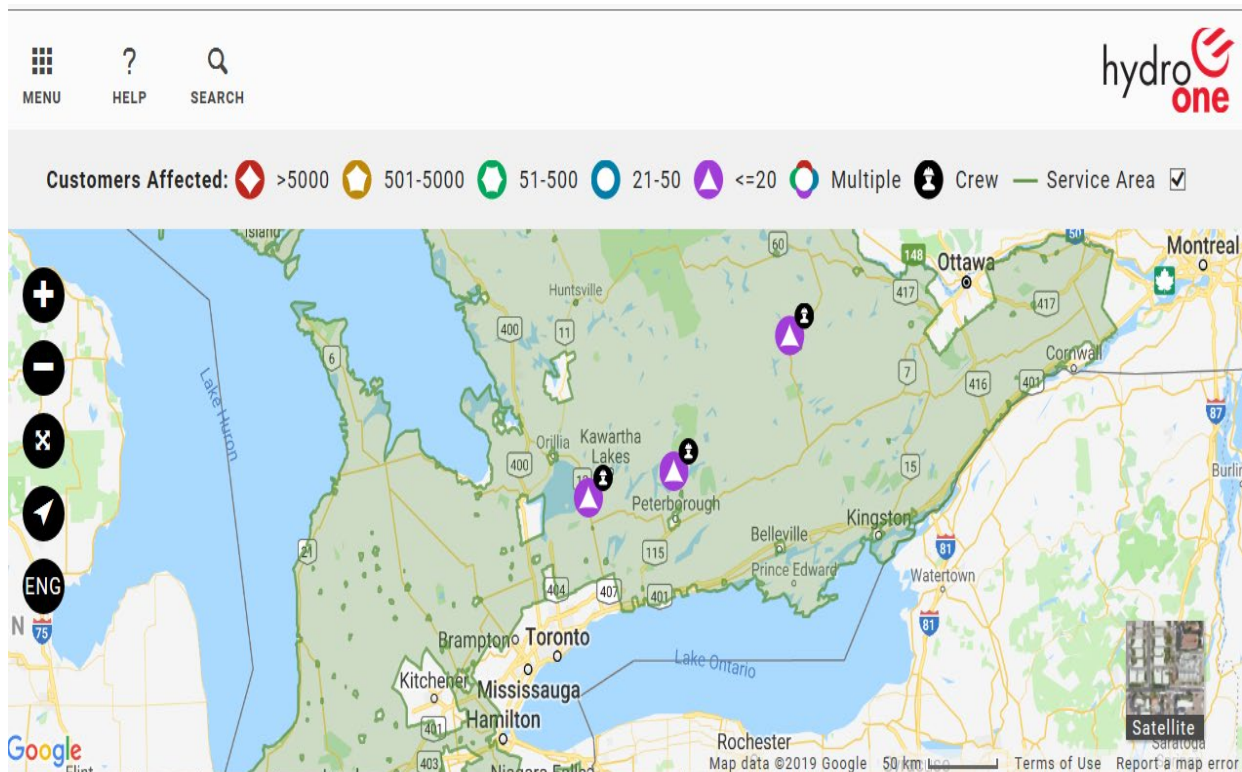 MENU
HELP
SEARCH
hydro
one
Customers Affected: >5000 501-5000 51-500 21-50 <=20 Multiple Crew Service Area
Island
60
50
Montreal
148
Ottawa
417
417
Huntsville
400
11
6
Cornwall
7
416
401
Lake Huron
87
Orillia
Kawartha
Lakes
400
15
Peterborough
Kingston
Belleville
115
21
Prince Edward
81
Watertown
ENG
404
407
401
N
75
81
Brampton
Toronto
Lake Ontario
Kitchener
Mississauga
401
Hamilton
Satellite
Google
403
Rochester
Map data ©2019 Google 50 km Terms of Use Report a map error